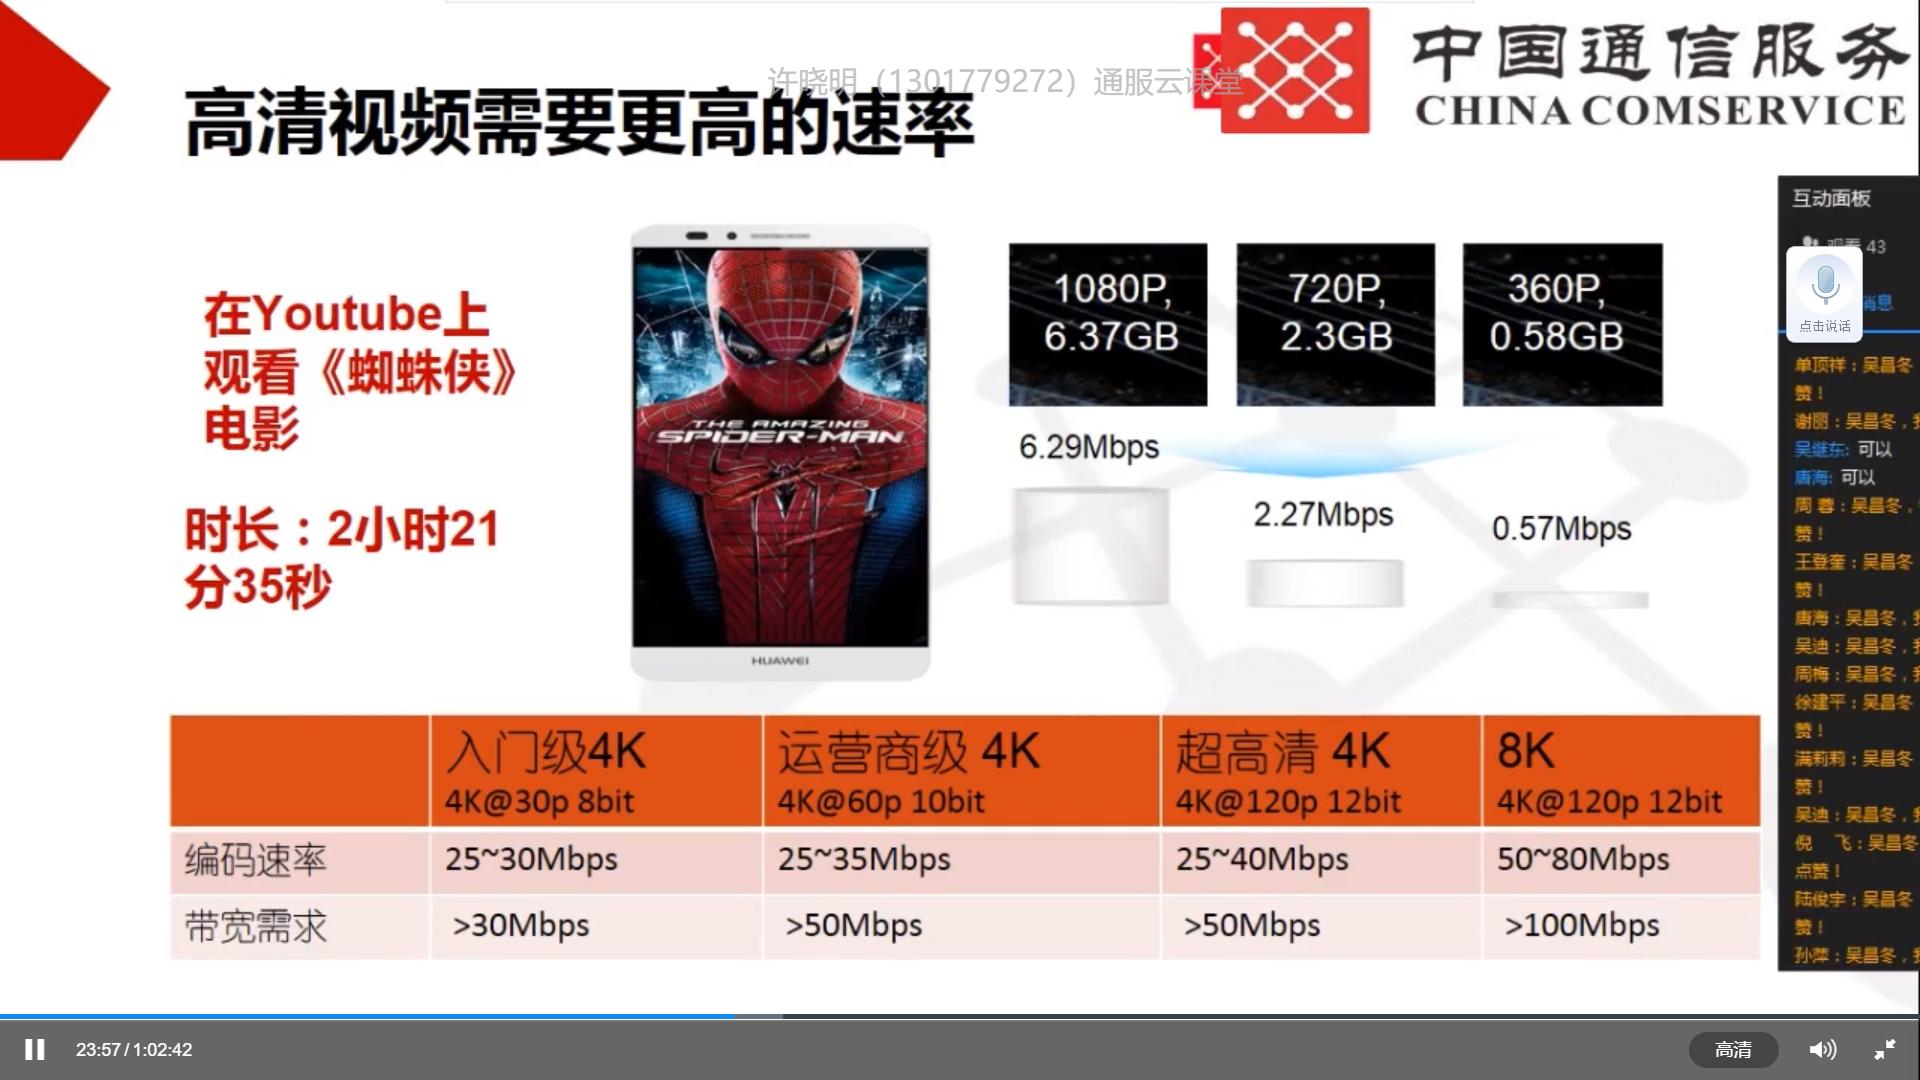 许晓明（1301779272）通服云课堂
中国通信服务
CHINA COMSERVICE
高清视频需要更高的速率
在Youtube上
观看《蜘蛛侠》
电影
时长：2小时21
分35秒
THE AMAZING
SPIDER-MAN
HUAWEI
1080P,
6.37GB
720P,
2.3GB
360P,
0.58GB
6.29Mbps
2.27Mbps
0.57Mbps
入门级4K
4K@30p 8bit
运营商级 4K
4K@60p 10bit
超高清 4K
4K@120p 12bit
8K
4K@120p 12bit
编码速率
25~30Mbps
25~35Mbps
25~40Mbps
50~80Mbps
带宽需求
>30Mbps
>50Mbps
>50Mbps
>100Mbps
互动面板
观看 43
消息
点击说话
单顶祥：吴昌冬
赞！
谢丽：吴昌冬，我
吴继东: 可以
唐海: 可以
周 蓉：吴昌冬，
赞！
王登奎：吴昌冬
赞！
唐海：吴昌冬，我
吴迪：吴昌冬，我
周梅：吴昌冬，我
徐建平：吴昌冬
赞！
满莉莉：吴昌冬
赞！
吴迪：吴昌冬，我
倪 飞：吴昌冬
点赞！
陆俊宇：吴昌冬
赞！
孙萍：吴昌冬，我
23:57/1:02:42
高清